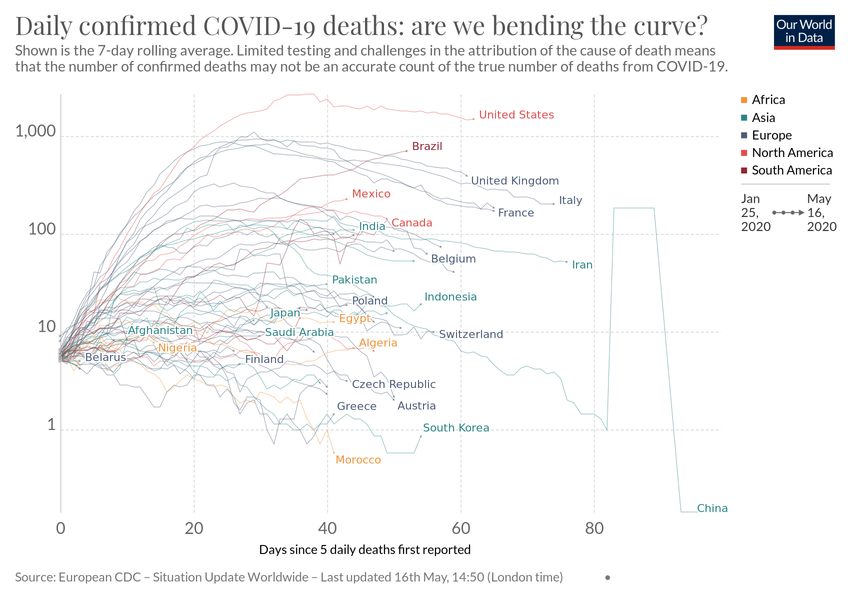 Daily confirmed COVID-19 deaths: are we bending the curve?
Shown is the 7-day rolling average. Limited testing and challenges in the attribution of the cause of death means
that the number of confirmed deaths may not be an accurate count of the true number of deaths from COVID-19.
Our World
in Data
Africa
Asia
Europe
North America
South America
Jan
25,
2020
May
16,
2020
1,000
100
10
1
United States
Brazil
United Kingdom
Mexico
Italy
France
Canada
India
Belgium
Iran
Pakistan
Indonesia
Poland
Japan
Egypt
Afghanistan
Saudi Arabia
Switzerland
Algeria
Nigeria
Belarus
Finland
Czech Republic
Greece
Austria
South Korea
Morocco
China
0
20
40
60
80
Days since 5 daily deaths first reported
Source: European CDC – Situation Update Worldwide – Last updated 16th May, 14:50 (London time)